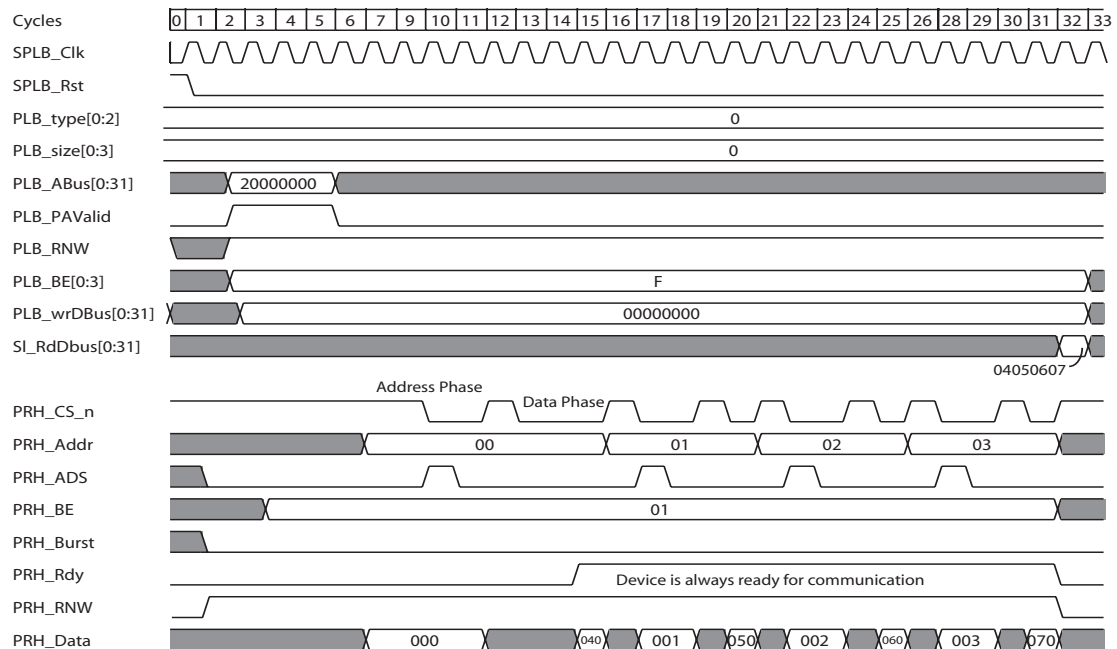 Cycles 0 1 2 3 4 5 6 7 9 10 11 12 13 14 15 16 17 18 19 20 21 22 23 24 25 26 28 29 30 31 32 33
SPLB_Clk
SPLB_Rst
PLB_type[0:2] 0
PLB_size[0:3] 0
PLB_ABus[0:31] 20000000
PLB_PAValid
PLB_RNW
PLB_BE[0:3] F
PLB_wrDBus[0:31] 00000000
Sl_RdDbus[0:31]
04050607
Address Phase
PRH_CS_n Data Phase
PRH_Addr 00 01 02 03
PRH_ADS
PRH_BE 01
PRH_Burst
PRH_Rdy Device is always ready for communication
PRH_RNW
PRH_Data 000 040 001 050 002 060 003 070